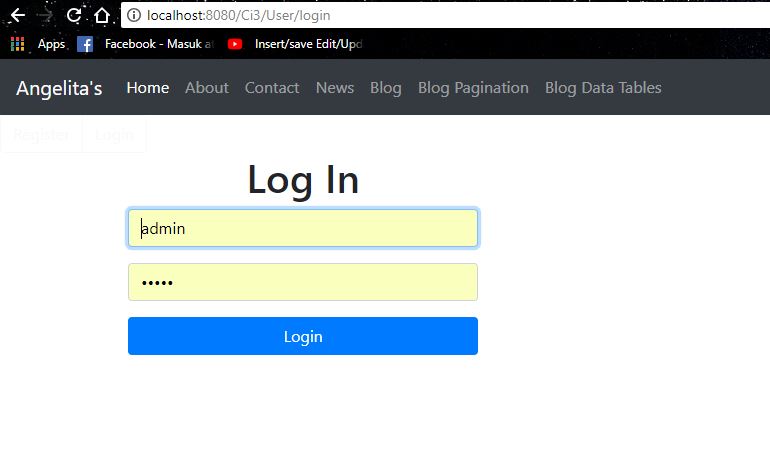 localhost:8080/Ci3/User/login
Apps Facebook - Masuk at Insert/save Edit/Upd
Angelita's Home About Contact News Blog Blog Pagination Blog Data Tables
Register Login
Log In
admin
•••••
Login